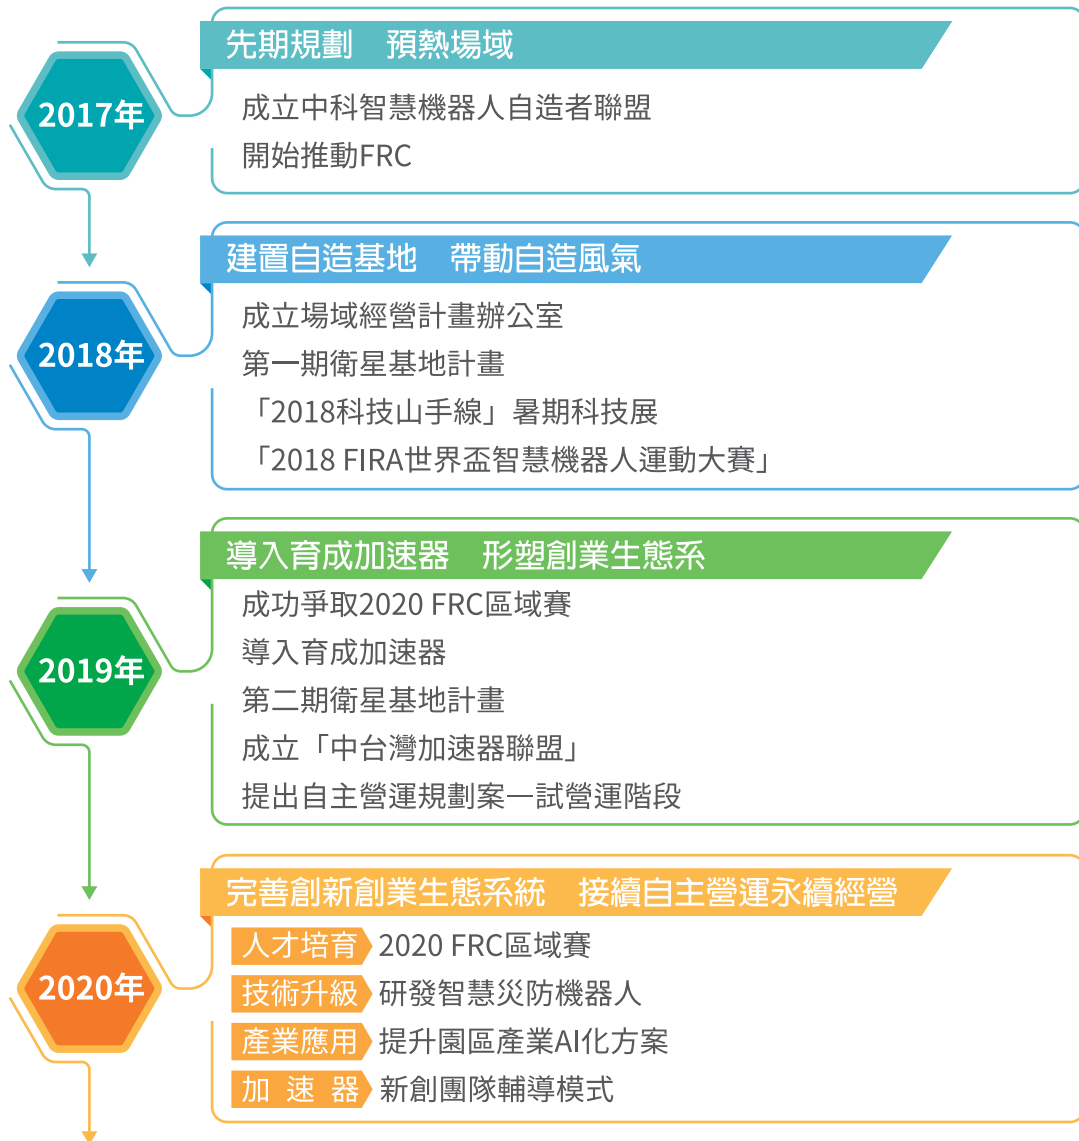 2017年
先期規劃　預熱場域
成立中科智慧機器人自造者聯盟
開始推動FRC
2018年
建置自造基地　帶動自造風氣
成立場域經營計畫辦公室
第一期衛星基地計畫
「2018科技山手線」暑期科技展
「2018 FIRA世界盃智慧機器人運動大賽」
2019年
導入育成加速器　形塑創業生態系
成功爭取2020 FRC區域賽
導入育成加速器
第二期衛星基地計畫
成立「中台灣加速器聯盟」
提出自主營運規劃案—試營運階段
2020年
完善創新創業生態系統　接續自主營運永續經營
人才培育 2020 FRC區域賽
技術升級 研發智慧災防機器人
產業應用 提升園區產業AI化方案
加 速 器 新創團隊輔導模式